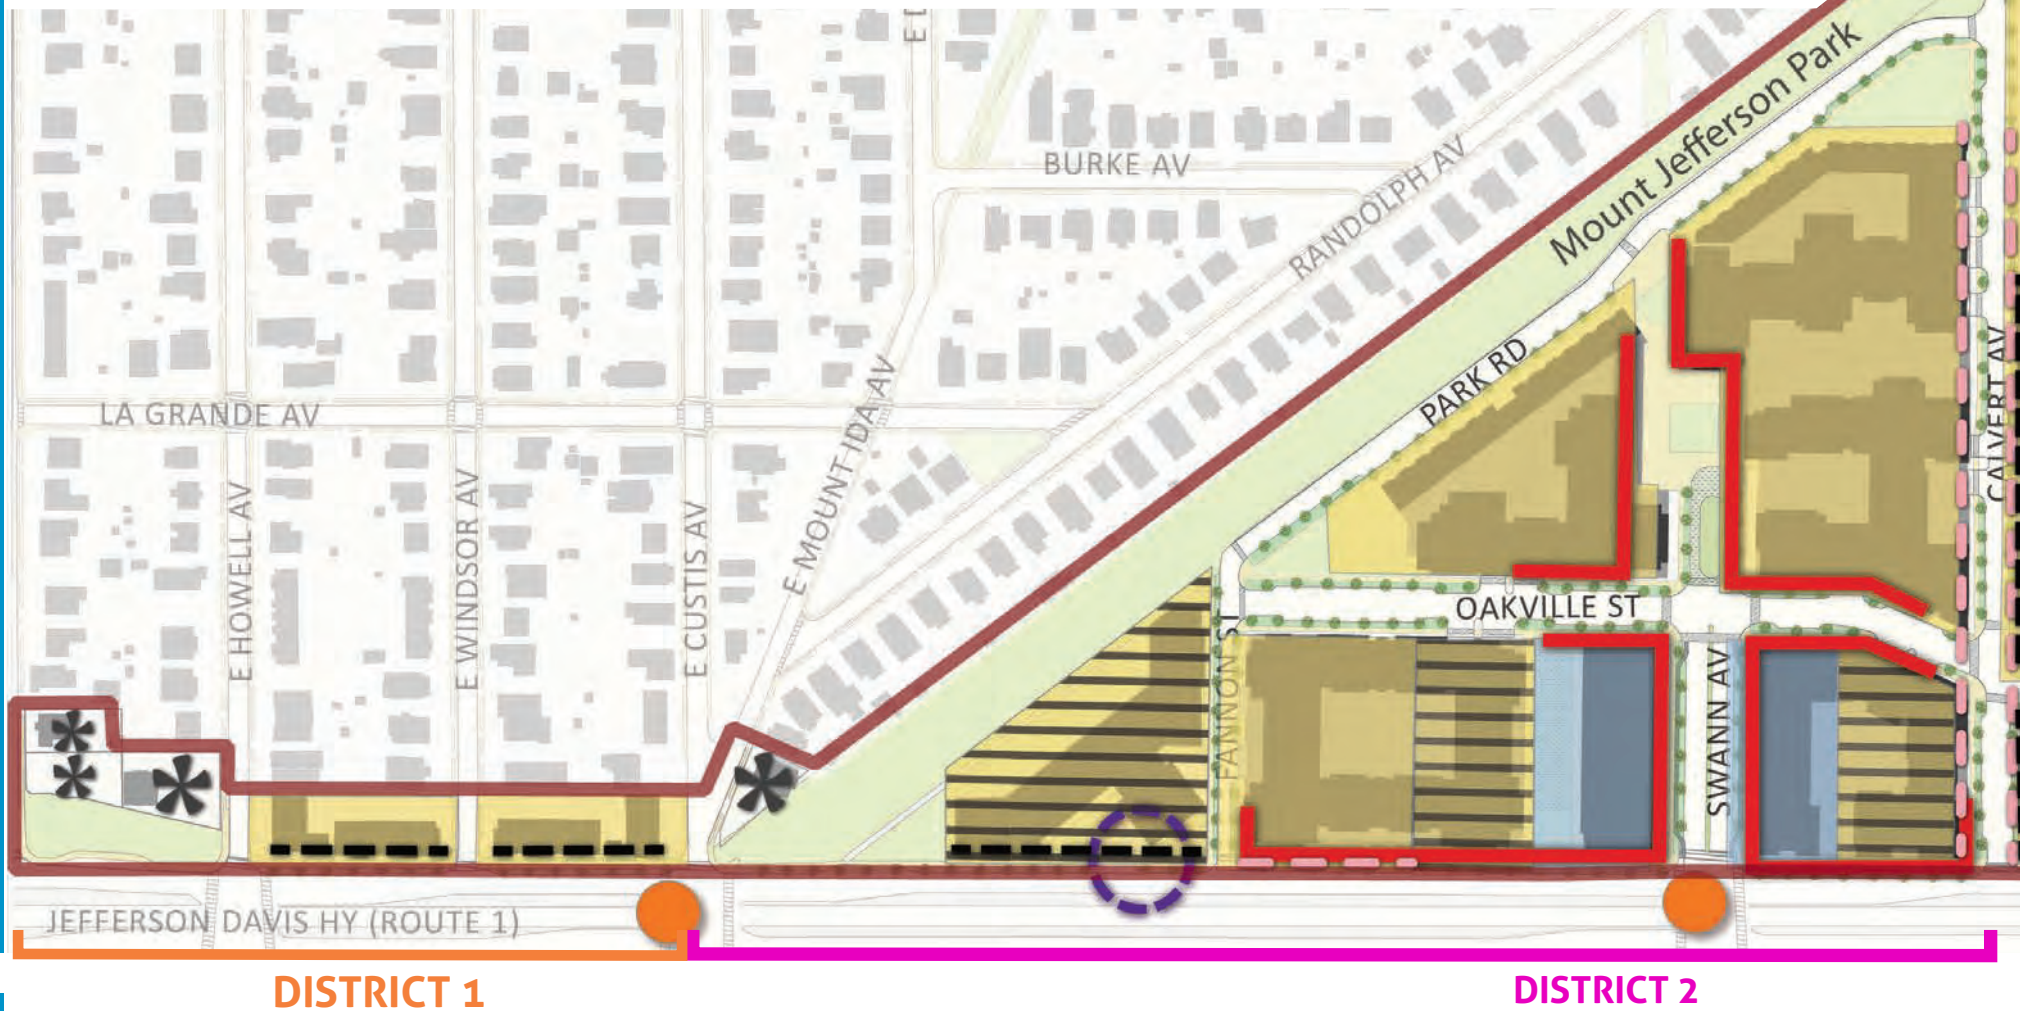 E
Mount Jefferson Park
BURKE AV
RANDOLPH AV
PARK RD
CALVERT AV
LA GRANDE AV
E MOUNT IDA AV
E HOWELL AV
E WINDSOR AV
E CUSTIS AV
OAKVILLE ST
FANNON ST
SWANN AV
JEFFERSON DAVIS HY (ROUTE 1)
DISTRICT 1
DISTRICT 2